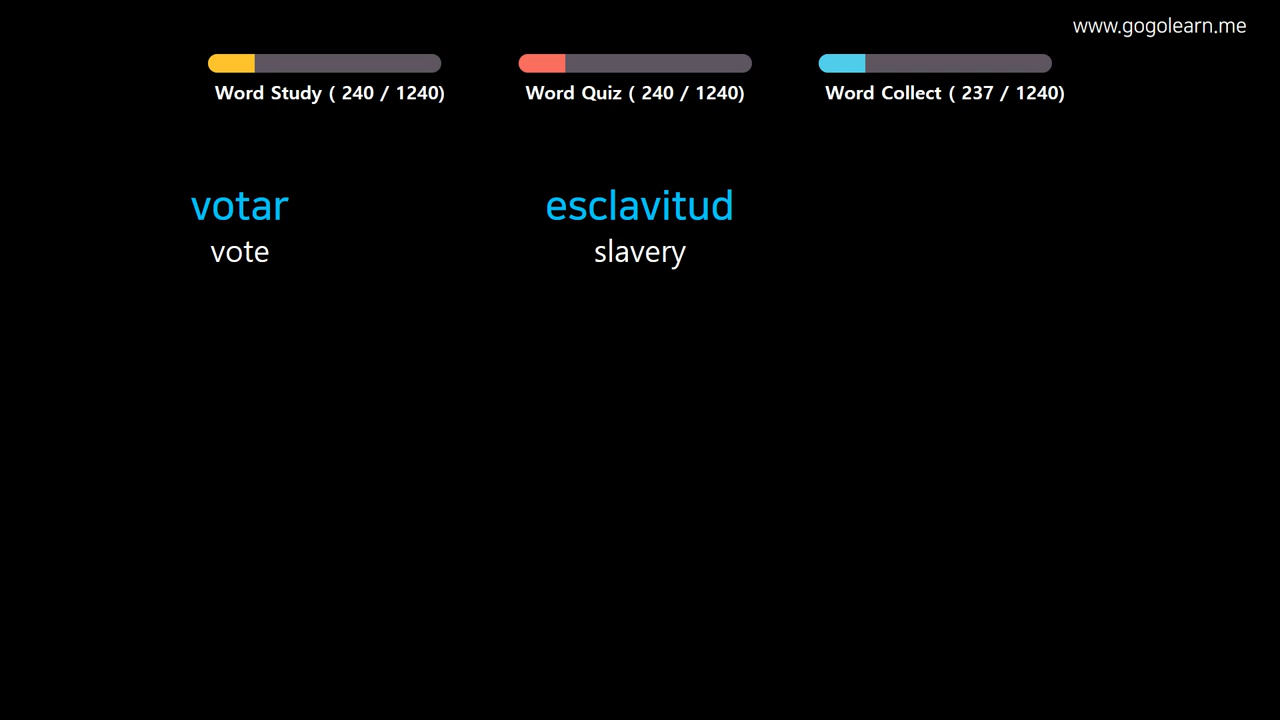 www.gogolearn.me
Word Study ( 240 / 1240)
Word Quiz ( 240 / 1240)
Word Collect ( 237 / 1240)
votar
vote
esclavitud
slavery